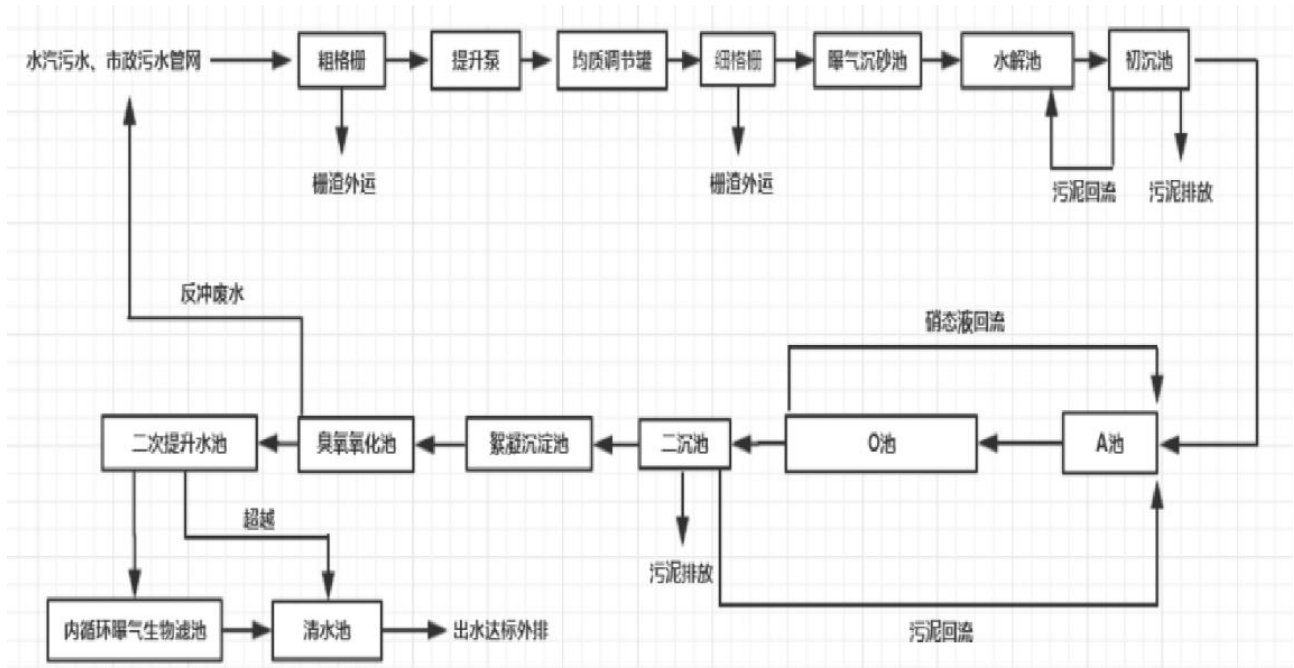 水汽污水、市政污水管网
粗格栅
提升泵
均质调节罐
细格栅
曝气沉砂池
水解池
初沉池
栅渣外运
栅渣外运
污泥回流
污泥排放
反冲废水
硝态液回流
二次提升水池
臭氧氧化池
絮凝沉淀池
二沉池
O池
A池
超越
污泥排放
内循环曝气生物滤池
清水池
出水达标外排
污泥回流